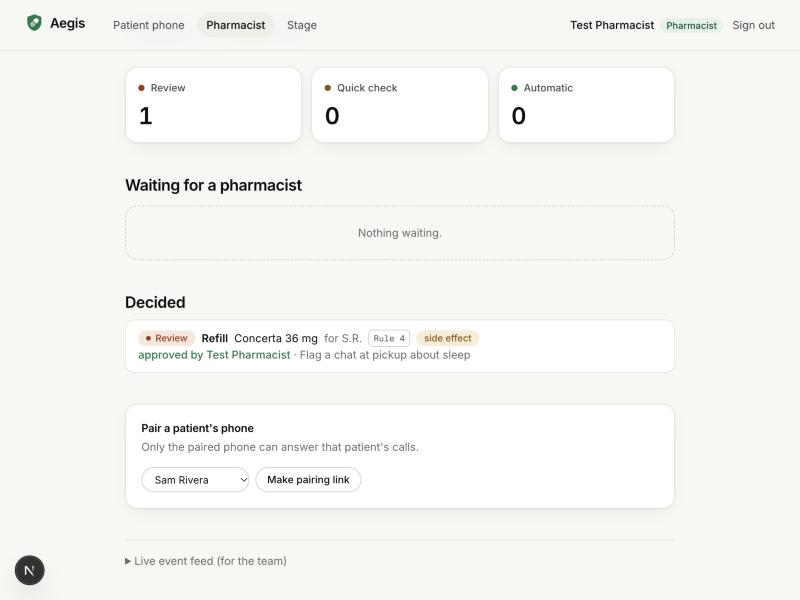 Aegis Patient phone Pharmacist Stage Test Pharmacist Pharmacist Sign out
Review Quick check Automatic
1 0 0
Waiting for a pharmacist
Nothing waiting.
Decided
Review Refill Concerta 36 mg for S.R. Rule 4 side effect
approved by Test Pharmacist · Flag a chat at pickup about sleep
Pair a patient's phone
Only the paired phone can answer that patient's calls.
Sam Rivera Make pairing link
Live event feed (for the team)
N